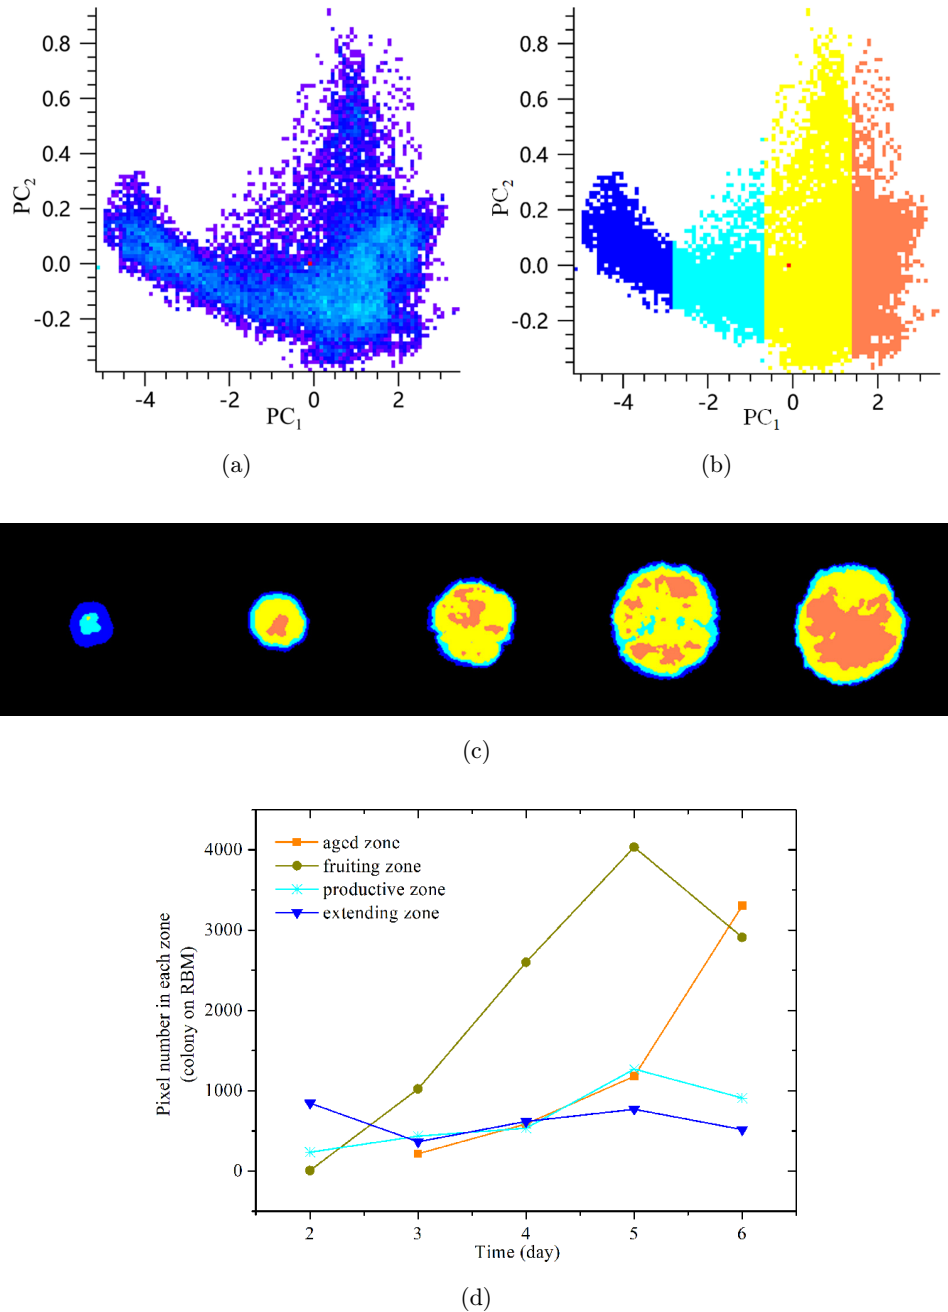 0.8
0.6
0.4
0.2
0.0
-0.2
PC2
-4
-2
0
2
PC1
(a)
0.8
0.6
0.4
0.2
0.0
-0.2
PC2
-4
-2
0
2
PC1
(b)
(c)
Pixel number in each zone
(colony on RBM)
4000
3000
2000
1000
0
aged zone
fruiting zone
productive zone
extending zone
2
3
4
5
6
Time (day)
(d)